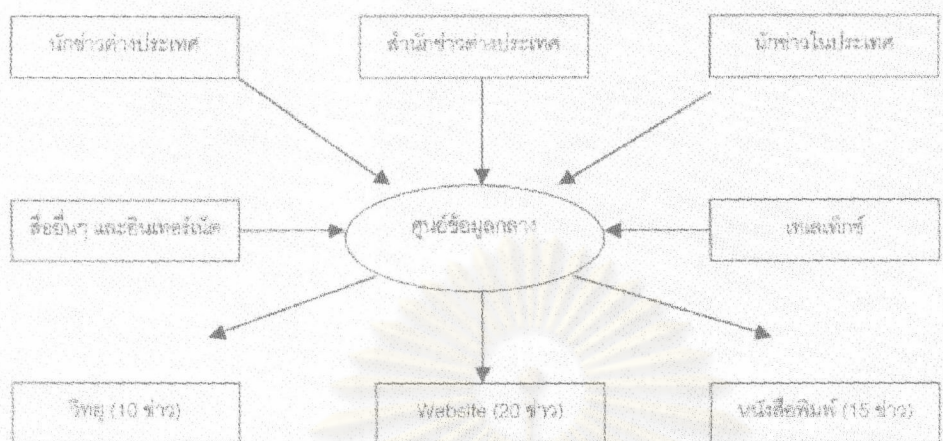 นักข่าวต่างประเทศ
สำนักข่าวต่างประเทศ
นักข่าวในประเทศ
สื่ออื่นๆ และอินเทอร์เน็ต
ศูนย์ข้อมูลกลาง
เทเลเท็กซ์
วิทยุ (10 ข่าว)
Website (20 ข่าว)
หนังสือพิมพ์ (15 ข่าว)